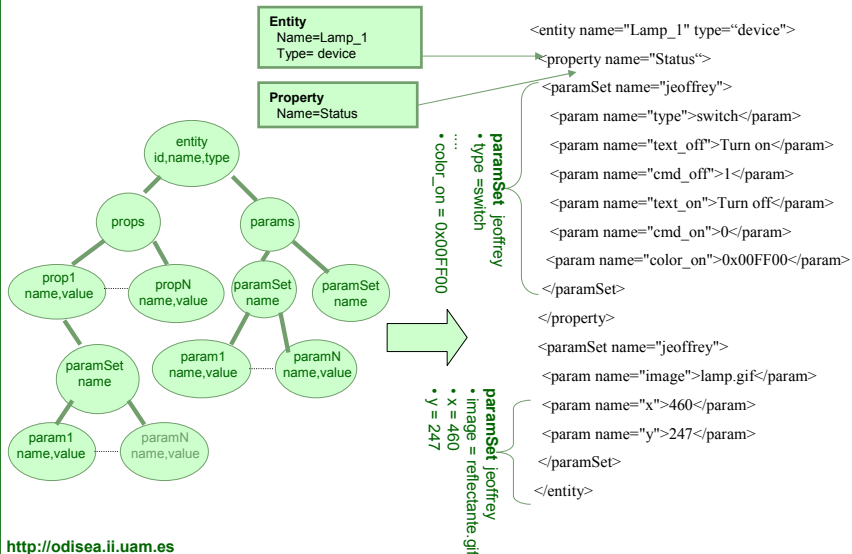 Entity
Name=Lamp_1
Type= device
Property
Name=Status
entity
id,name,type
props
params
prop1
name,value
propN
name,value
paramSet
name
paramSet
name
param1
name,value
paramN
name,value
paramSet
name
param1
name,value
paramN
name,value
paramSet jeoffrey
• type =switch
....
• color_on = 0x00FF00
paramSet jeoffrey
• image = reflectante.gif
• x = 460
• y = 247
<entity name="Lamp_1" type=“device">
<property name="Status“>
<paramSet name="jeoffrey">
<param name="type">switch</param>
<param name="text_off">Turn on</param>
<param name="cmd_off">1</param>
<param name="text_on">Turn off</param>
<param name="cmd_on">0</param>
<param name="color_on">0x00FF00</param>
</paramSet>
</property>
<paramSet name="jeoffrey">
<param name="image">lamp.gif</param>
<param name="x">460</param>
<param name="y">247</param>
</paramSet>
</entity>
http://odisea.ii.uam.es